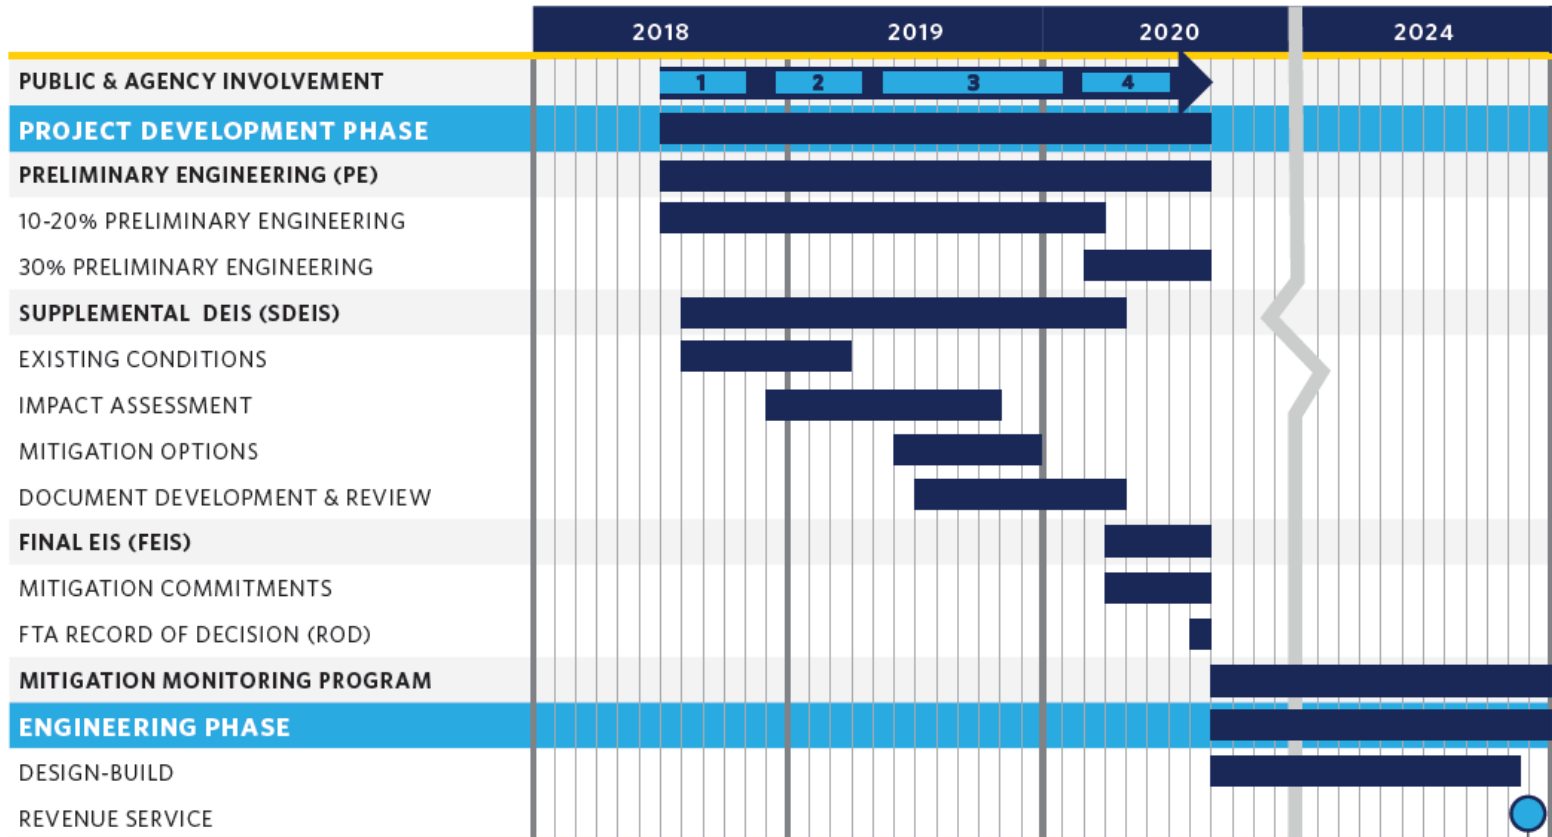 2018 2019 2020 2024
PUBLIC & AGENCY INVOLVEMENT 1 2 3 4
PROJECT DEVELOPMENT PHASE
PRELIMINARY ENGINEERING (PE)
10-20% PRELIMINARY ENGINEERING
30% PRELIMINARY ENGINEERING
SUPPLEMENTAL DEIS (SDEIS)
EXISTING CONDITIONS
IMPACT ASSESSMENT
MITIGATION OPTIONS
DOCUMENT DEVELOPMENT & REVIEW
FINAL EIS (FEIS)
MITIGATION COMMITMENTS
FTA RECORD OF DECISION (ROD)
MITIGATION MONITORING PROGRAM
ENGINEERING PHASE
DESIGN-BUILD
REVENUE SERVICE